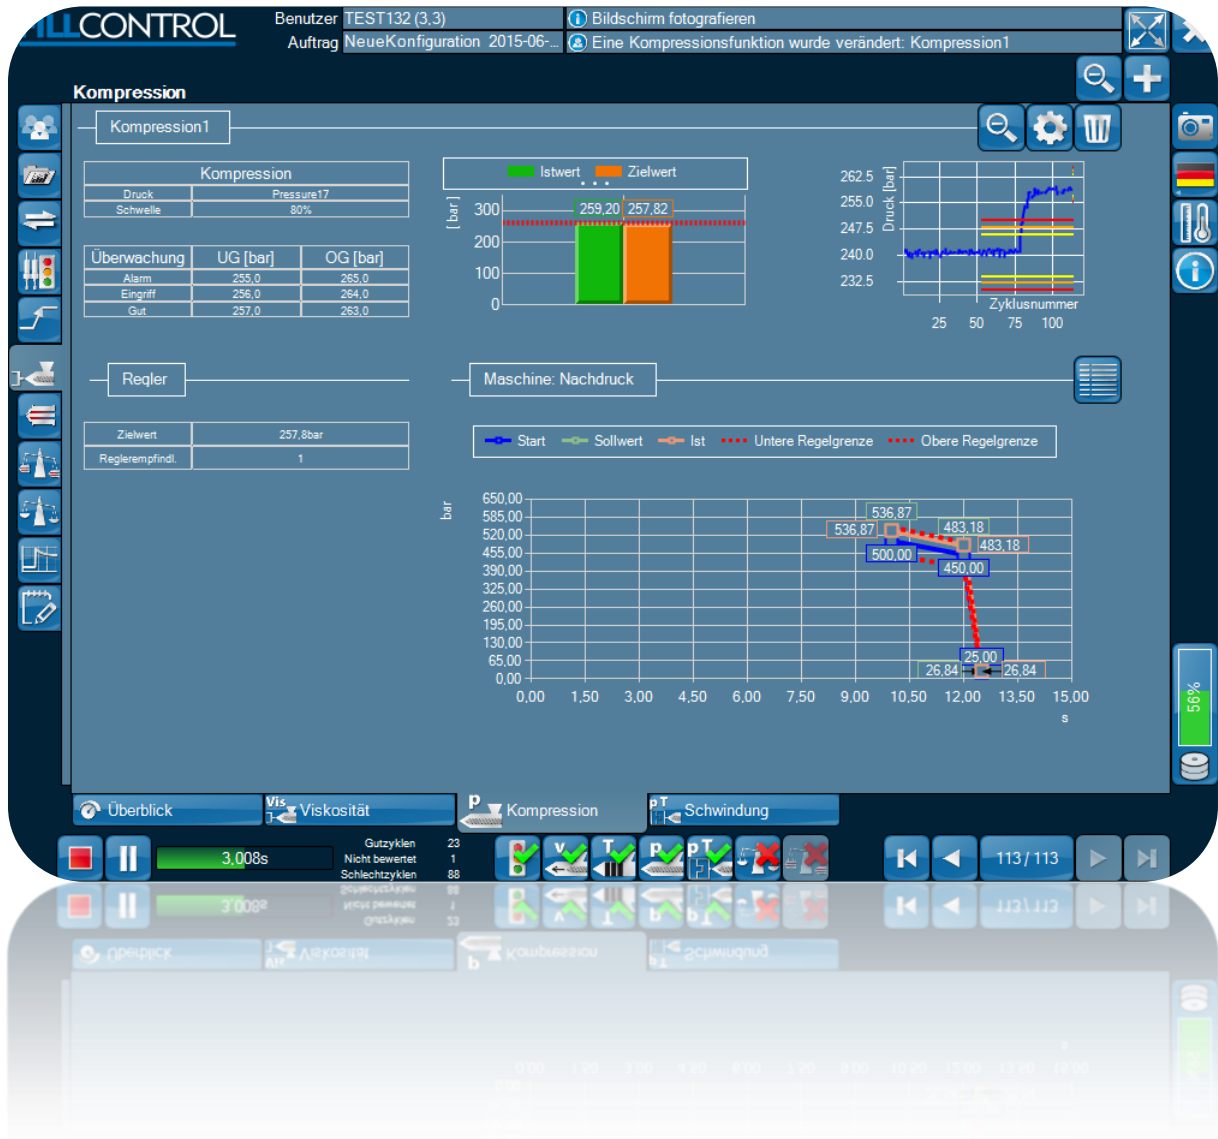 LLCONTROL
Benutzer TEST132 (3,3)
Bildschirm fotografieren
Auftrag NeueKonfiguration 2015-06-...
Eine Kompressionsfunktion wurde verändert: Kompression1
Kompression
Kompression1
Kompression
Druck Pressure17
Schwelle 80%
Überwachung UG [bar] OG [bar]
Alarm 255,0 265,0
Eingriff 256,0 264,0
Gut 257,0 263,0
Istwert Zielwert
...
[bar]
300
200
100
0
259,20 257,82
Druck [bar]
262.5
255.0
247.5
240.0
232.5
Zyklusnummer
25 50 75 100
Regler
Zielwert 257,8bar
Reglerempfindl. 1
Maschine: Nachdruck
Start Sollwert Ist Untere Regelgrenze Obere Regelgrenze
bar
650,00
585,00
520,00
455,00
390,00
325,00
260,00
195,00
130,00
65,00
0,00
536,87
536,87
483,18
483,18
500,00
450,00
25,00
26,84 26,84
0,00 1,50 3,00 4,50 6,00 7,50 9,00 10,50 12,00 13,50 15,00
s
56%
Überblick
Vis Viskosität
p Kompression
pT Schwindung
3,008s
Gutzyklen 23
Nicht bewertet 1
Schlechtzyklen 88
v T p pT
113 / 113